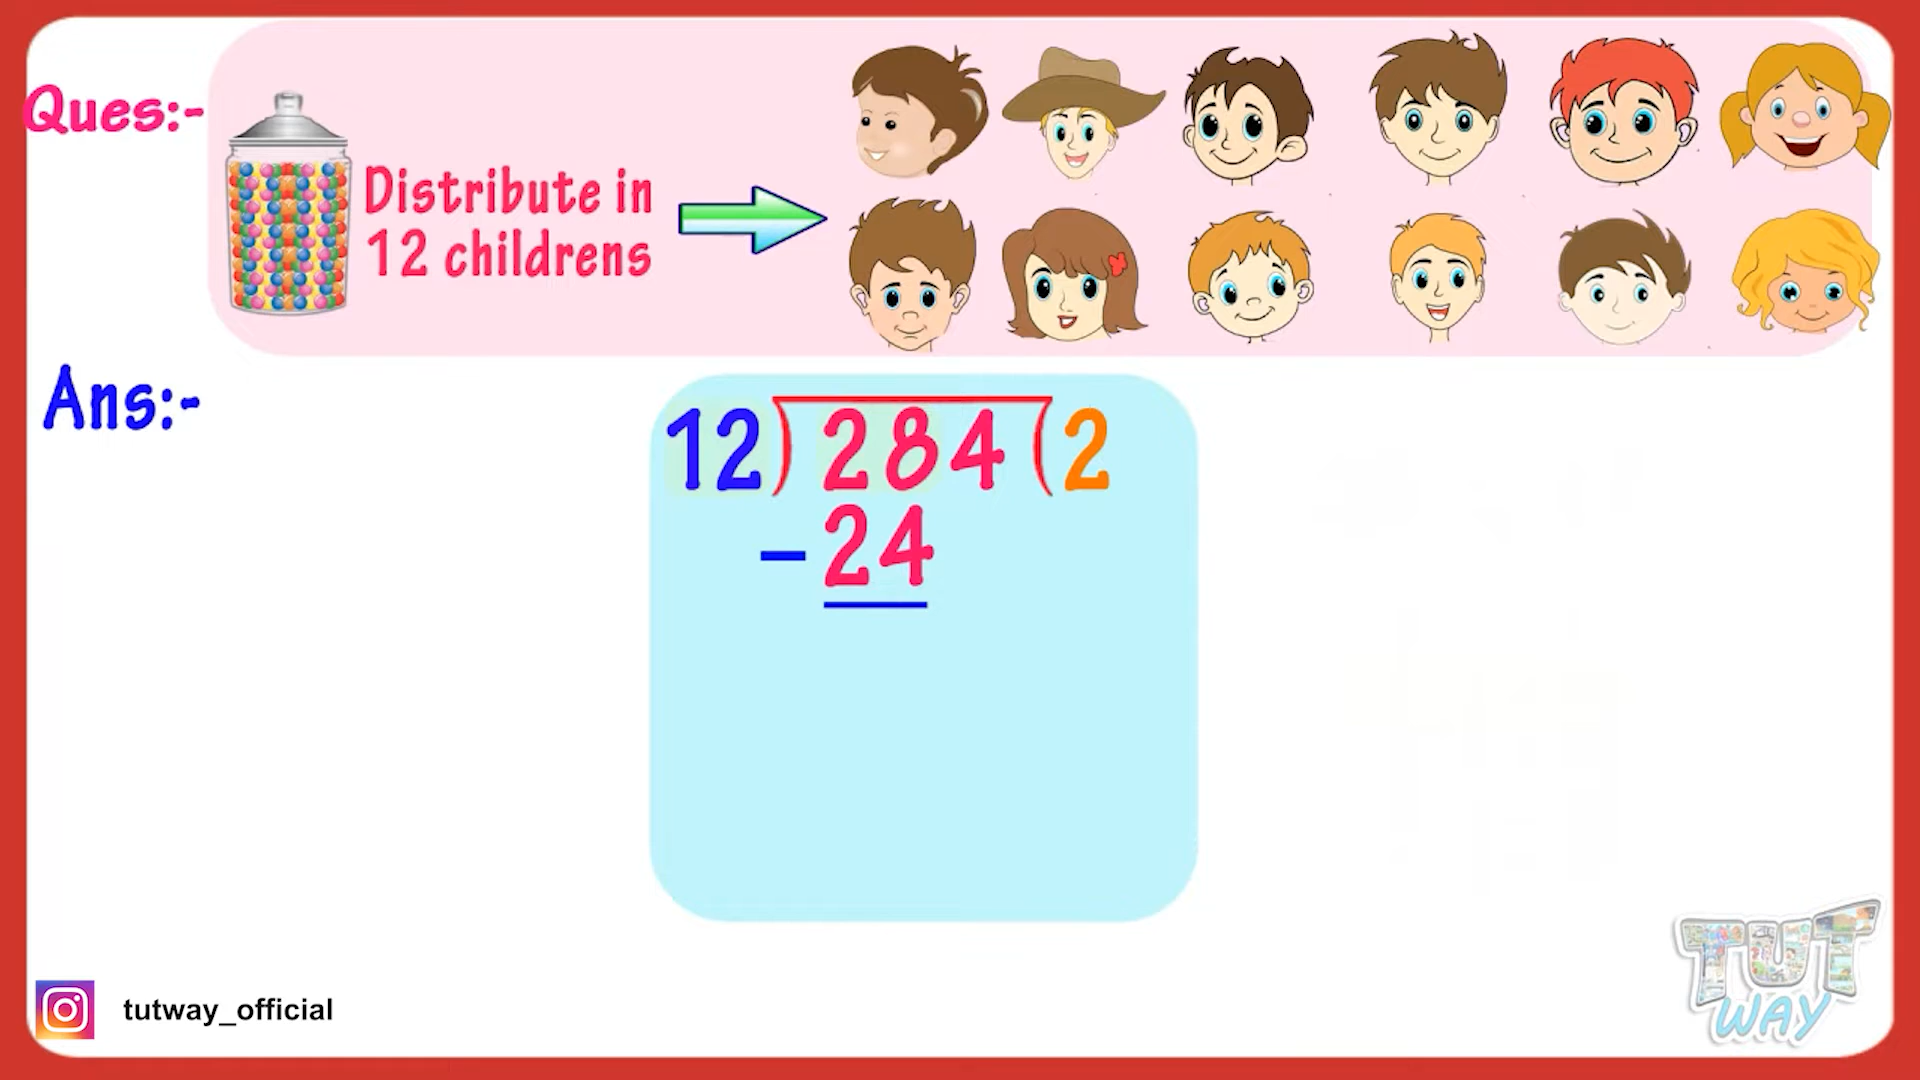 Ques:-
Distribute in
12 childrens
Ans:-
12) 284 (2
-24
tutway_official
TUT
WAY